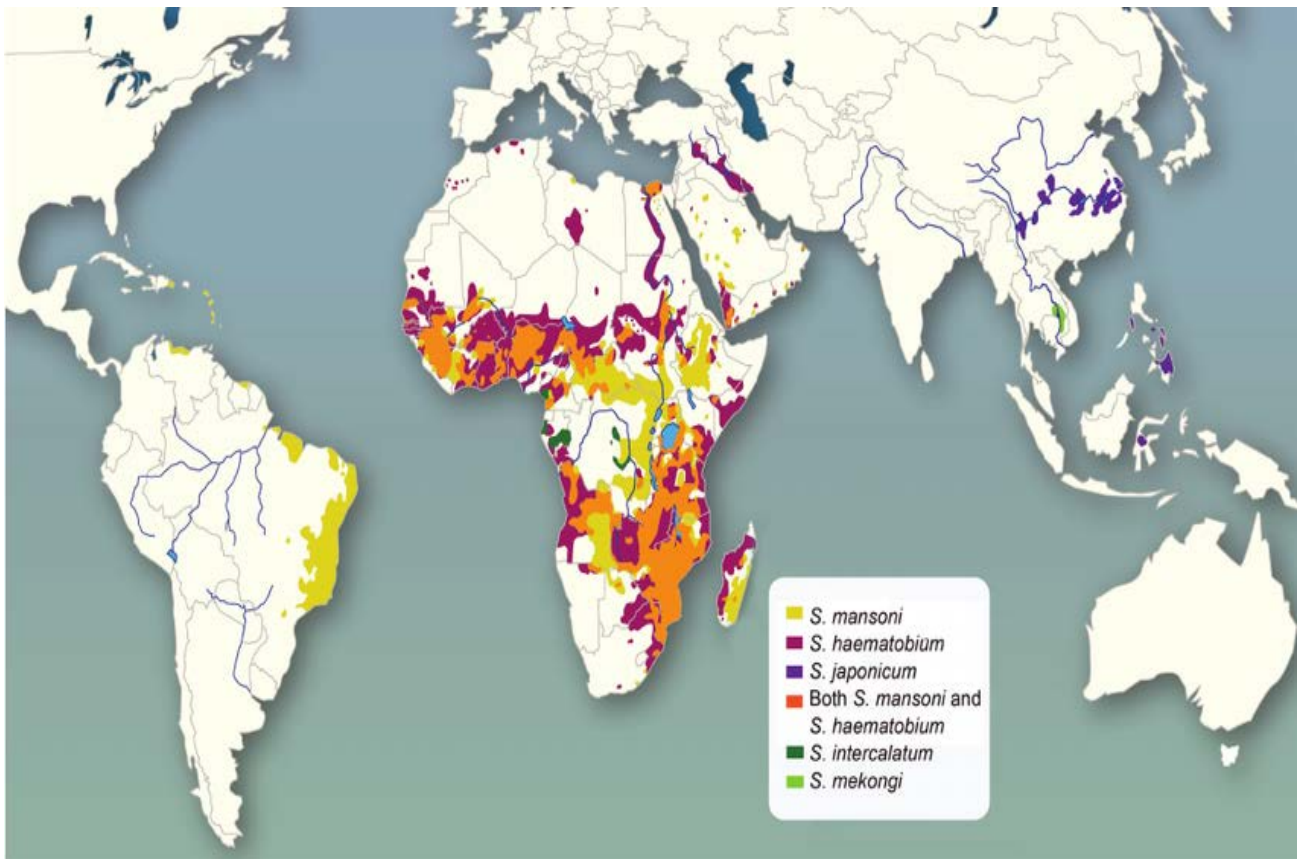 S. mansoni
S. haematobium
S. japonicum
Both S. mansoni and
S. haematobium
S. intercalatum
S. mekongi